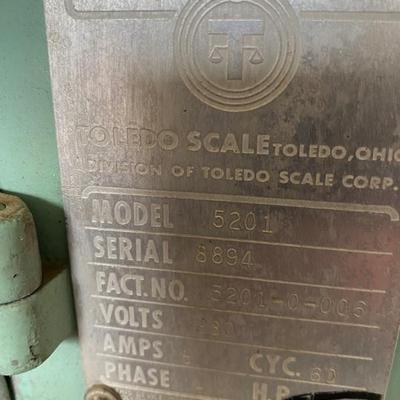 T
TOLEDO SCALE TOLEDO, OHIO
DIVISION OF TOLEDO SCALE CORP.
MODEL 5201
SERIAL 8894
FACT.NO. 5201-0-006
VOLTS
AMPS CYC. 60
PHASE H.P.